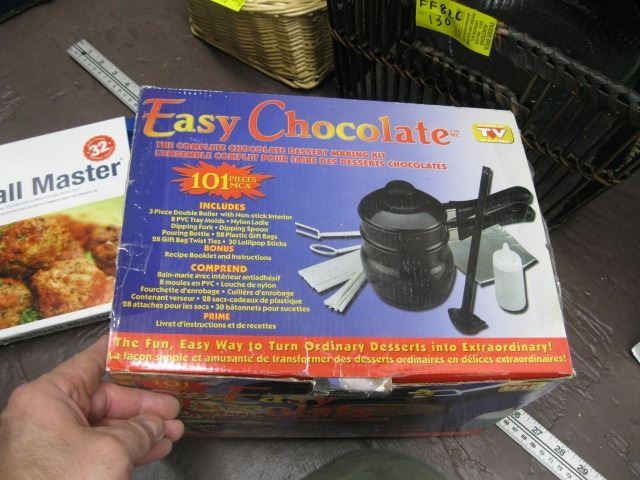 FF826
130
32
all Master
Easy Chocolate
TM
MC
TV
THE COMPLETE CHOCOLATE DESSERT MAKING KIT
L'ENSEMBLE COMPLET POUR FAIRE DES DESSERTS CHOCOLATÉS
101 PIECES
MCX
INCLUDES
3 Piece Double Boiler with Non-stick Interior
8 PVC Tray Molds • Nylon Ladle
Dipping Fork • Dipping Spoon
Pouring Bottle • 28 Plastic Gift Bags
28 Gift Bag Twist Ties • 30 Lollipop Sticks
BONUS
Recipe Booklet and Instructions
COMPREND
Bain-marie avec intérieur antiadhésif
8 moules en PVC • Louche de nylon
Fourchette d'enrobage • Cuillère d'enrobage
Contenant verseur • 28 sacs-cadeaux de plastique
28 attaches pour les sacs • 30 bâtonnets pour sucettes
PRIME
Livret d'instructions et de recettes
The Fun, Easy Way to Turn Ordinary Desserts into Extraordinary!
La façon simple et amusante de transformer des desserts ordinaires en délices extraordinaires!
Easy
Chocolate